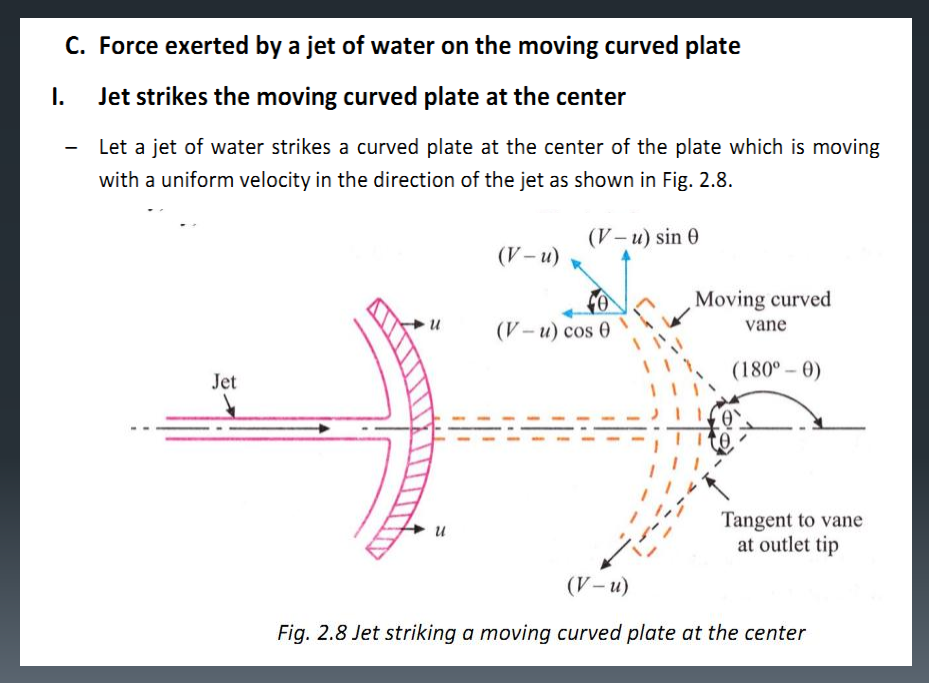 C. Force exerted by a jet of water on the moving curved plate
I. Jet strikes the moving curved plate at the center
– Let a jet of water strikes a curved plate at the center of the plate which is moving
with a uniform velocity in the direction of the jet as shown in Fig. 2.8.
(V – u) sin θ
(V – u)
θ
Moving curved
vane
u
(V – u) cos θ
(180° – θ)
Jet
θ
θ
Tangent to vane
at outlet tip
u
(V – u)
Fig. 2.8 Jet striking a moving curved plate at the center